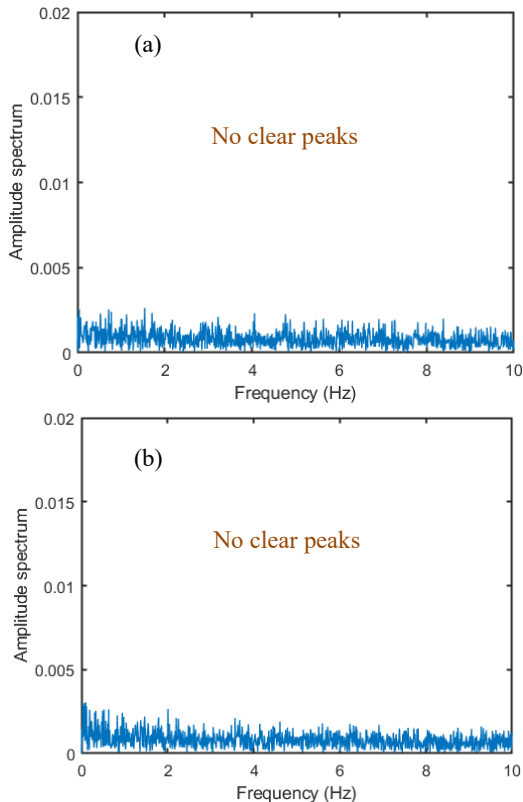 (a)
No clear peaks
Amplitude spectrum
0.02
0.015
0.01
0.005
0
0 2 4 6 8 10
Frequency (Hz)
(b)
No clear peaks
Amplitude spectrum
0.02
0.015
0.01
0.005
0
0 2 4 6 8 10
Frequency (Hz)